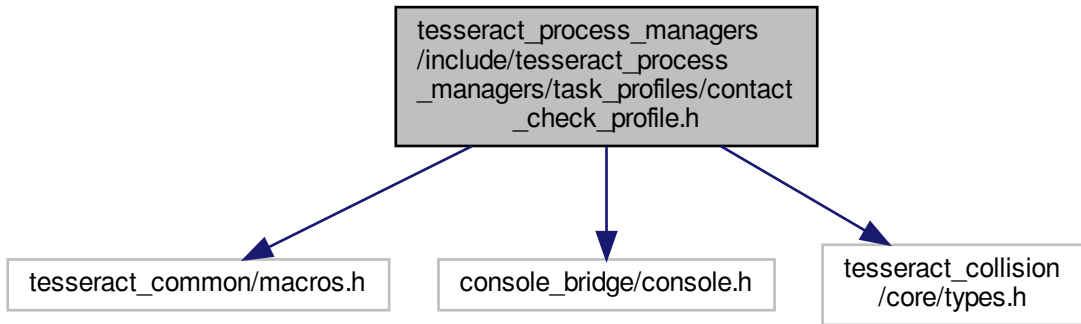 tesseract_process_managers
/include/tesseract_process
_managers/task_profiles/contact
_check_profile.h
tesseract_common/macros.h
console_bridge/console.h
tesseract_collision
/core/types.h